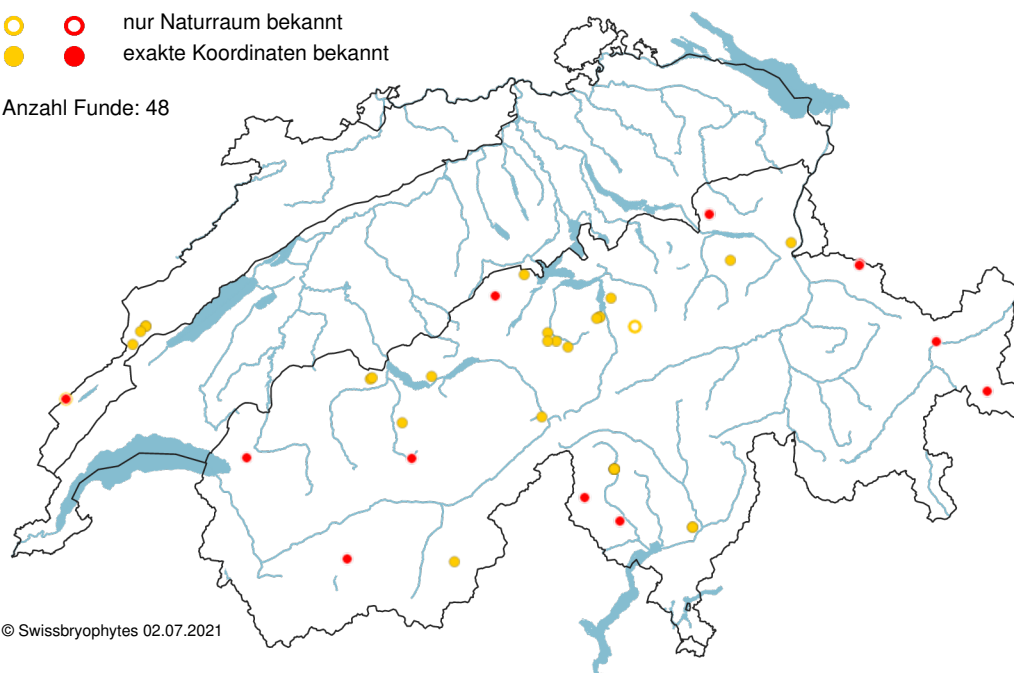 nur Naturraum bekannt
exakte Koordinaten bekannt
Anzahl Funde: 48
© Swissbryophytes 02.07.2021